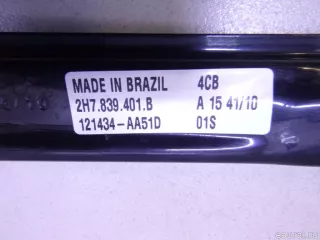 MADE IN BRAZIL 4CB
2H7.839.401.B A 15 41/10
121434-AA51D 01S